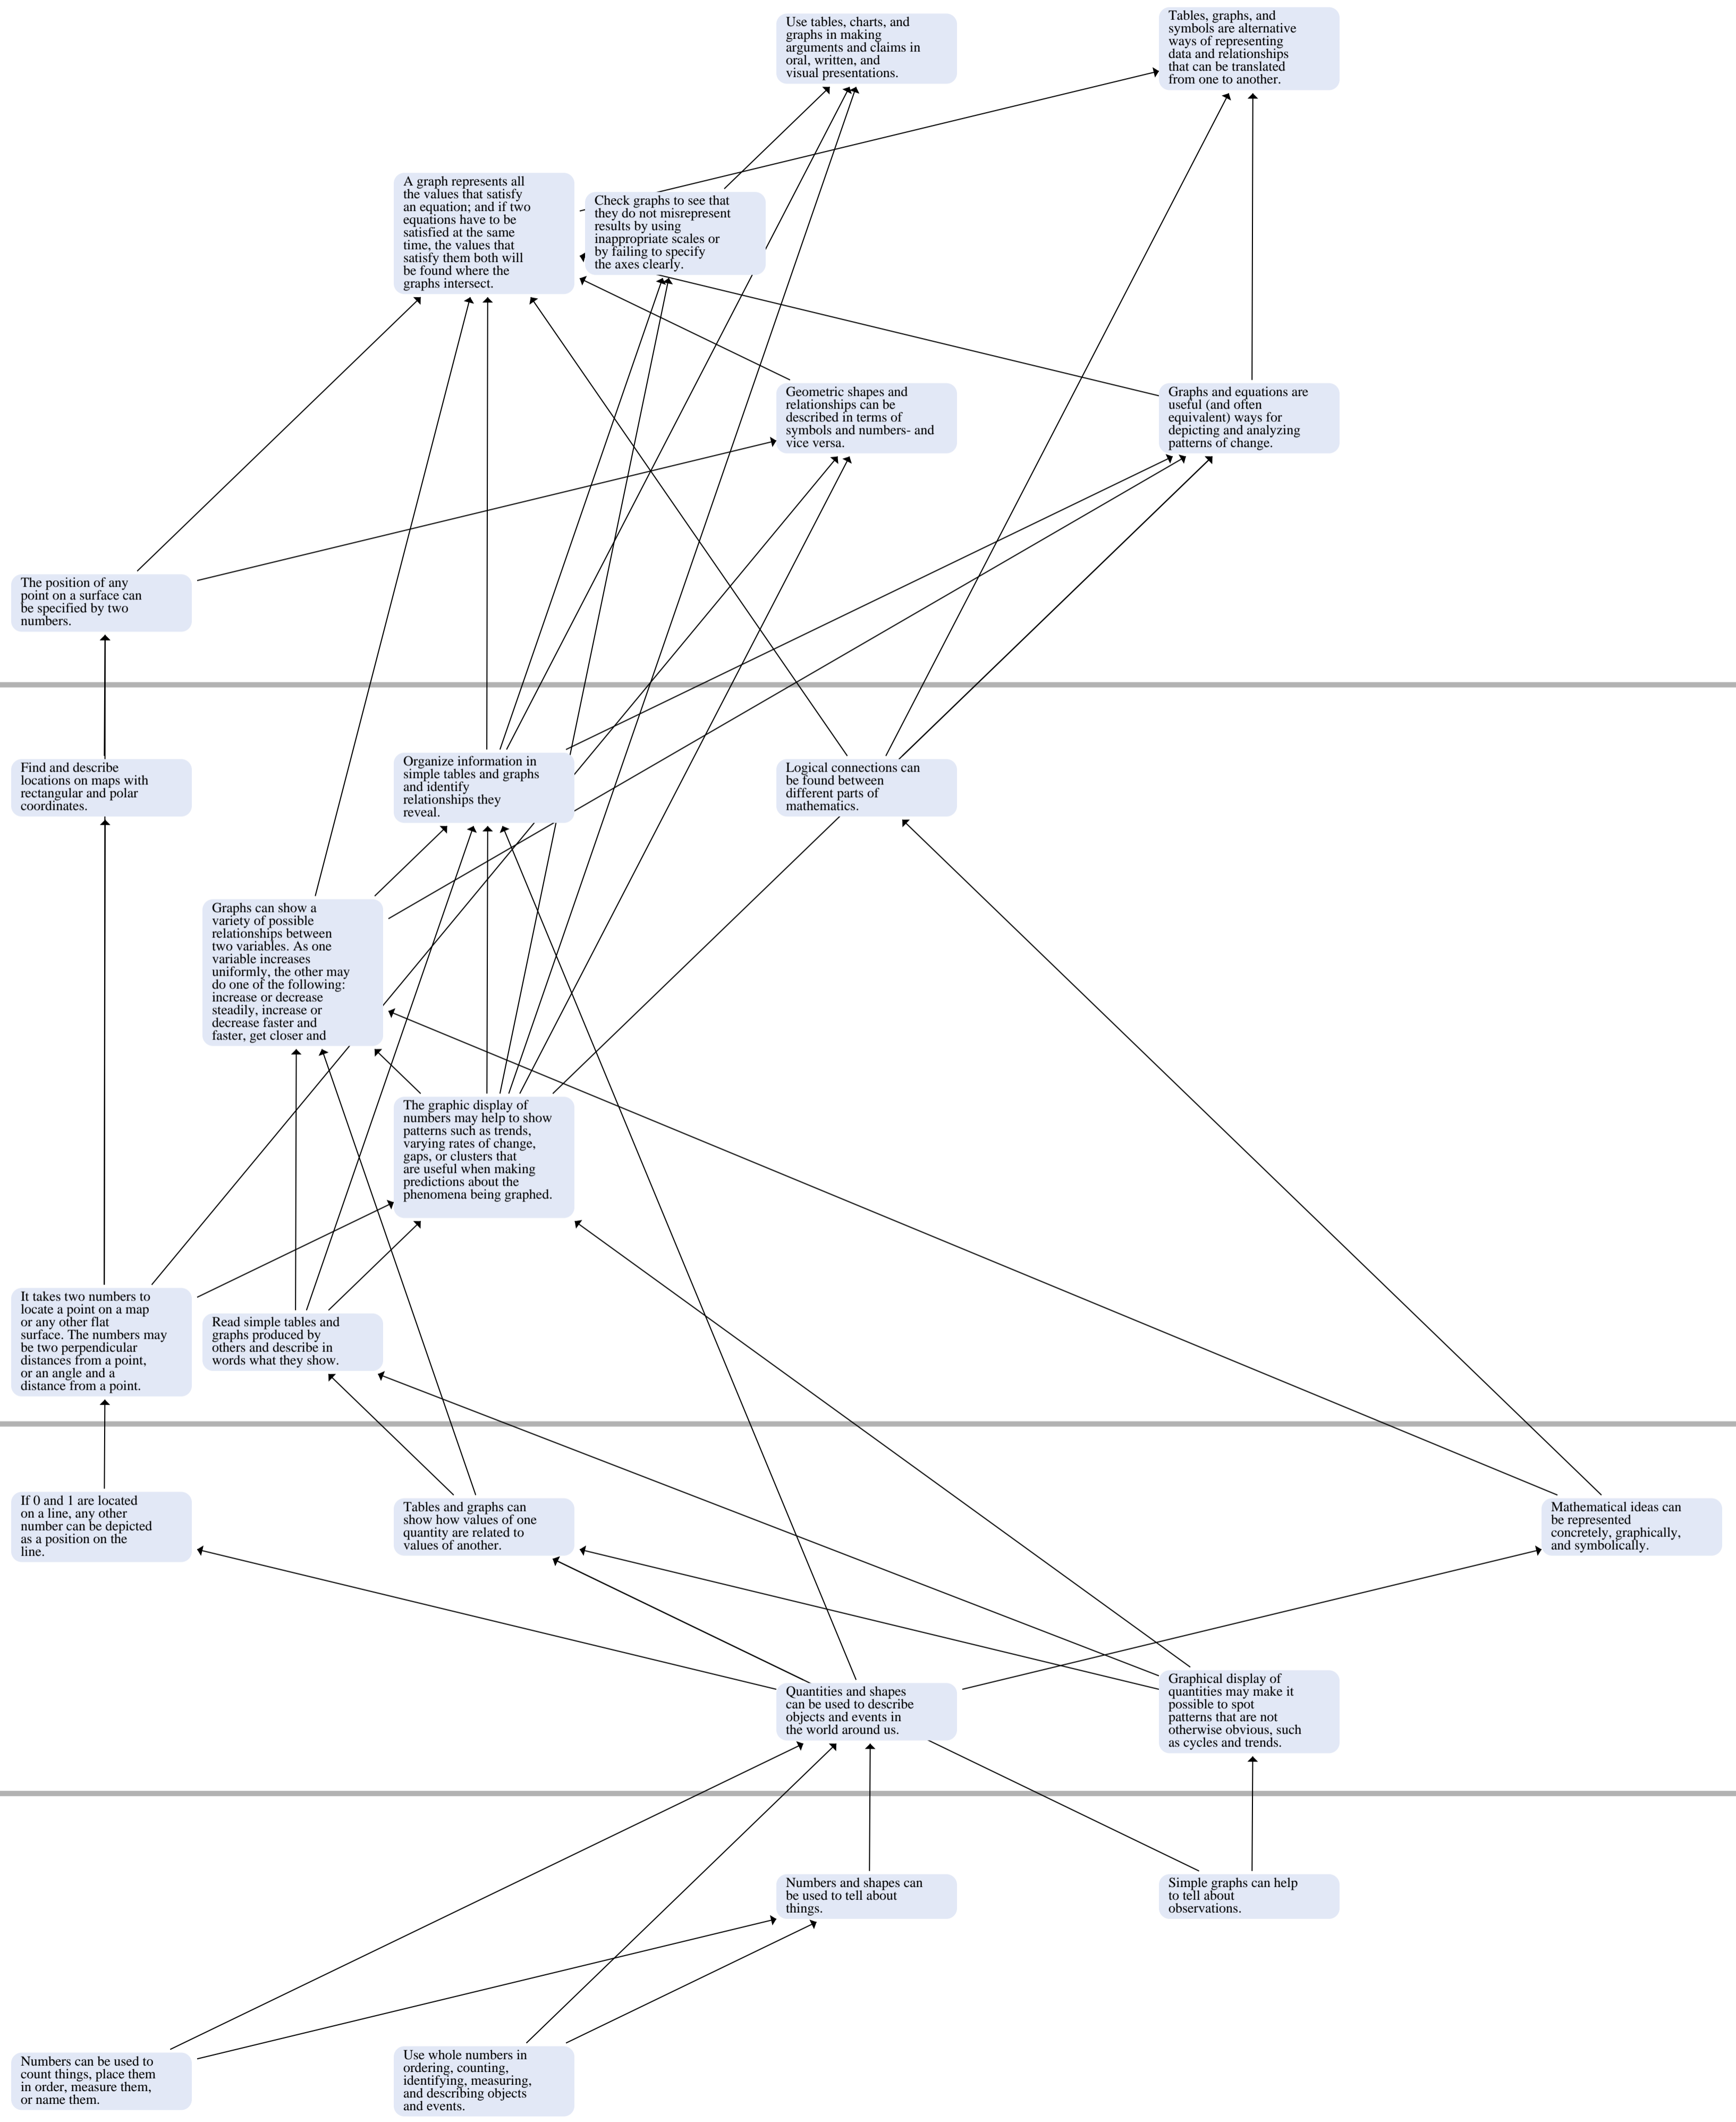 Use tables, charts, and
graphs in making
arguments and claims in
oral, written, and
visual presentations.
Tables, graphs, and
symbols are alternative
ways of representing
data and relationships
that can be translated
from one to another.
A graph represents all
the values that satisfy
an equation; and if two
equations have to be
satisfied at the same
time, the values that
satisfy them both will
be found where the
graphs intersect.
Check graphs to see that
they do not misrepresent
results by using
inappropriate scales or
by failing to specify
the axes clearly.
Geometric shapes and
relationships can be
described in terms of
symbols and numbers- and
vice versa.
Graphs and equations are
useful (and often
equivalent) ways for
depicting and analyzing
patterns of change.
The position of any
point on a surface can
be specified by two
numbers.
Find and describe
locations on maps with
rectangular and polar
coordinates.
Organize information in
simple tables and graphs
and identify
relationships they
reveal.
Logical connections can
be found between
different parts of
mathematics.
Graphs can show a
variety of possible
relationships between
two variables. As one
variable increases
uniformly, the other may
do one of the following:
increase or decrease
steadily, increase or
decrease faster and
faster, get closer and
The graphic display of
numbers may help to show
patterns such as trends,
varying rates of change,
gaps, or clusters that
are useful when making
predictions about the
phenomena being graphed.
It takes two numbers to
locate a point on a map
or any other flat
surface. The numbers may
be two perpendicular
distances from a point,
or an angle and a
distance from a point.
Read simple tables and
graphs produced by
others and describe in
words what they show.
If 0 and 1 are located
on a line, any other
number can be depicted
as a position on the
line.
Tables and graphs can
show how values of one
quantity are related to
values of another.
Mathematical ideas can
be represented
concretely, graphically,
and symbolically.
Quantities and shapes
can be used to describe
objects and events in
the world around us.
Graphical display of
quantities may make it
possible to spot
patterns that are not
otherwise obvious, such
as cycles and trends.
Numbers and shapes can
be used to tell about
things.
Simple graphs can help
to tell about
observations.
Numbers can be used to
count things, place them
in order, measure them,
or name them.
Use whole numbers in
ordering, counting,
identifying, measuring,
and describing objects
and events.